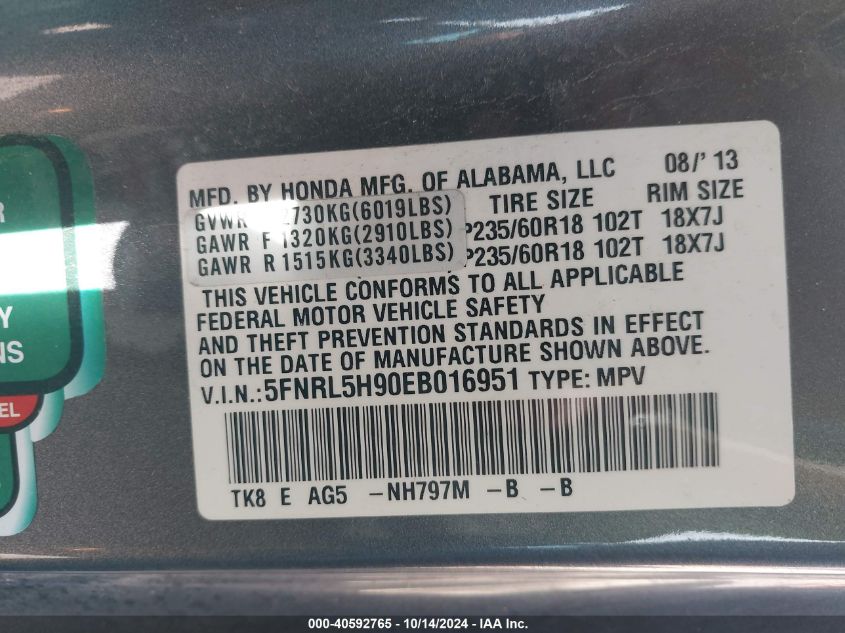 MFD. BY HONDA MFG. OF ALABAMA, LLC 08/'13
GVWR 2730KG(6019LBS) TIRE SIZE RIM SIZE
GAWR F 1320KG(2910LBS) P235/60R18 102T 18X7J
GAWR R 1515KG(3340LBS) P235/60R18 102T 18X7J
THIS VEHICLE CONFORMS TO ALL APPLICABLE
FEDERAL MOTOR VEHICLE SAFETY
AND THEFT PREVENTION STANDARDS IN EFFECT
ON THE DATE OF MANUFACTURE SHOWN ABOVE.
V.I.N.: 5FNRL5H90EB016951 TYPE: MPV
TK8 E AG5 -NH797M -B -B
R
Y
NS
EL
000-40592765 - 10/14/2024 - IAA Inc.